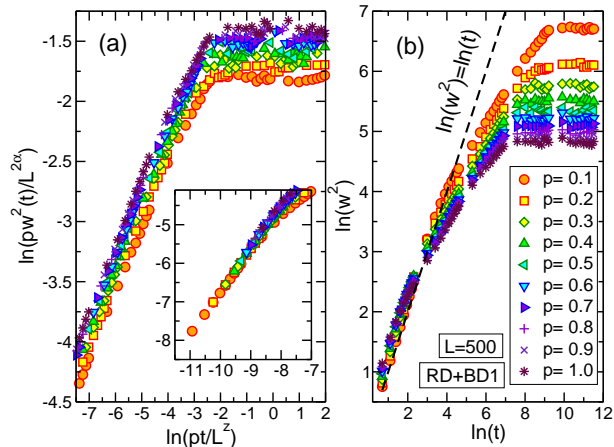 (a)
ln(pw²(t)/L²ᵅ)
-1.5
-2
-2.5
-3
-3.5
-4
-4.5
-7.5 -6 -5 -4 -3 -2 -1 0 1 2
ln(pt/Lᶻ)
-5
-6
-7
-8
-11 -10 -9 -8 -7
(b)
ln(w²)=ln(t)
ln(w²)
7
6
5
4
3
2
1
2 4 6 8 10 12
ln(t)
L=500
RD+BD1
p= 0.1
p= 0.2
p= 0.3
p= 0.4
p= 0.5
p= 0.6
p= 0.7
p= 0.8
p= 0.9
p= 1.0